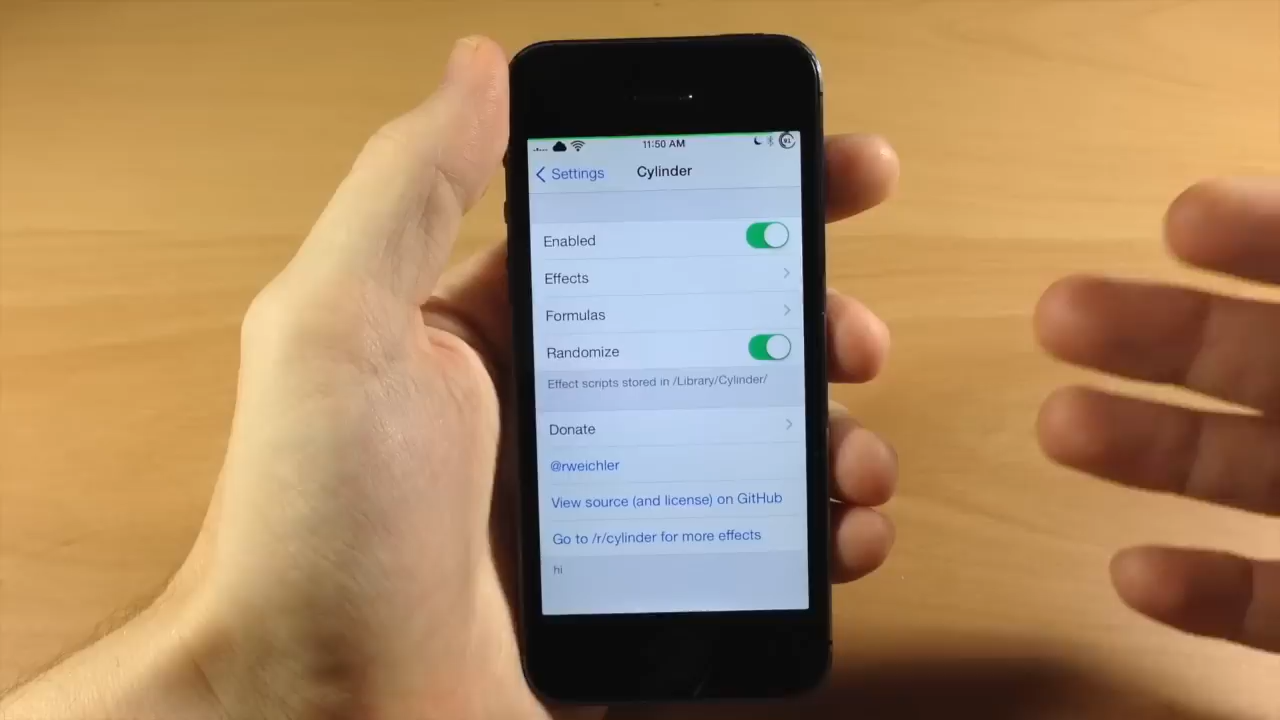 11:50 AM
Settings
Cylinder
Enabled
Effects
Formulas
Randomize
Effect scripts stored in /Library/Cylinder/
Donate
@rweichler
View source (and license) on GitHub
Go to /r/cylinder for more effects
hi